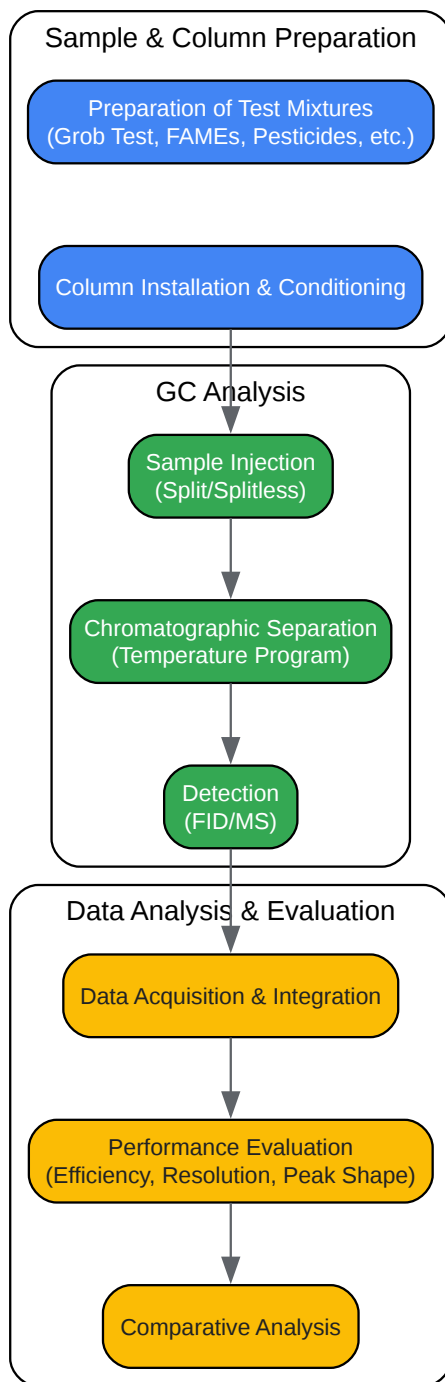 Sample & Column Preparation
Preparation of Test Mixtures
(Grob Test, FAMEs, Pesticides, etc.)
Column Installation & Conditioning
GC Analysis
Sample Injection
(Split/Splitless)
Chromatographic Separation
(Temperature Program)
Detection
(FID/MS)
Data Analysis & Evaluation
Data Acquisition & Integration
Performance Evaluation
(Efficiency, Resolution, Peak Shape)
Comparative Analysis